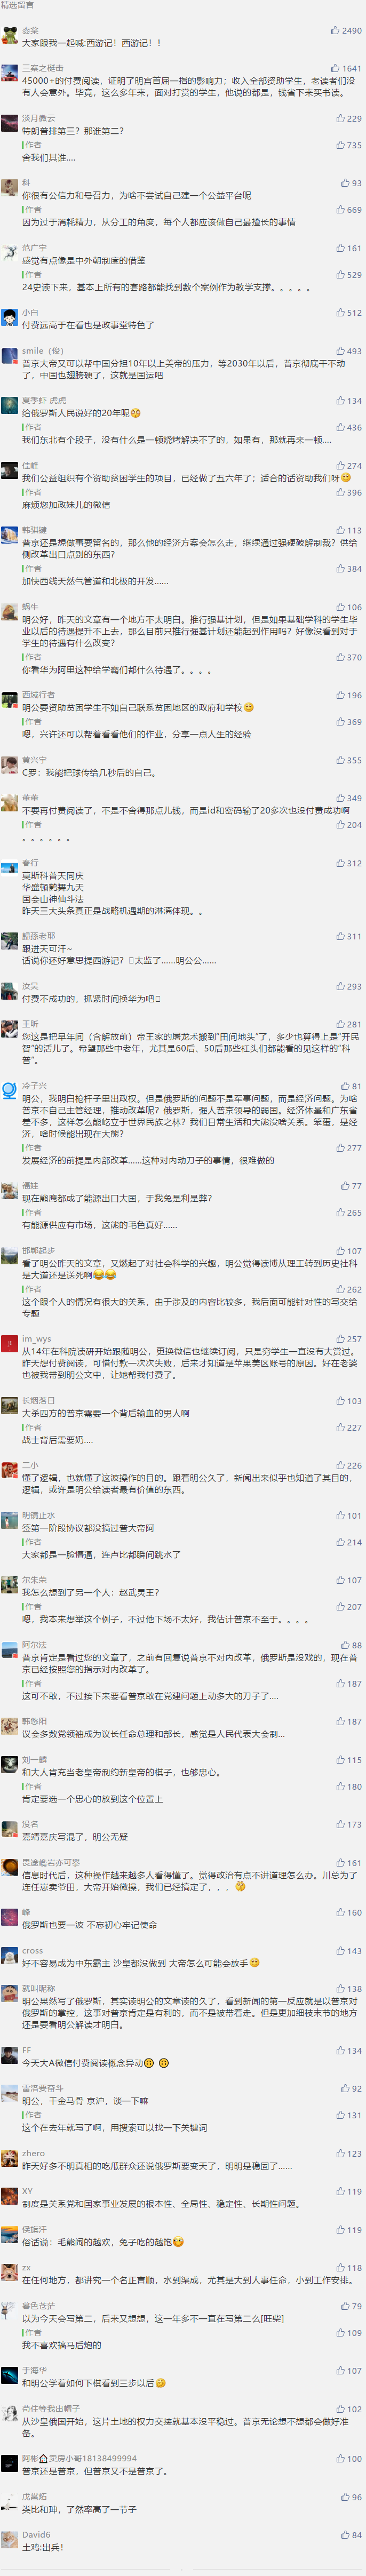 精选留言
壶粲
2490
大家跟我一起喊:西游记！西游记！！
三案之梃击
1641
45000+的付费阅读，证明了明宫首屈一指的影响力；收入全部资助学生，老读者们没
有人会意外。毕竟，这么多年来，面对打赏的学生，他说的都是，钱省下来买书读。
淡月微云
229
特朗普排第三？那谁第二？
作者
735
舍我们其谁....
科
93
你很有公信力和号召力，为啥不尝试自己建一个公益平台呢
作者
669
因为过于消耗精力，从分工的角度，每个人都应该做自己最擅长的事情
范广宇
161
感觉有点像是中外朝制度的借鉴
作者
529
24史读下来，基本上所有的套路都能找到数个案例作为教学支撑。。。。。
小白
512
付费远高于在看也是政事堂特色了
smile（俊）
493
普京大帝又可以帮中国分担10年以上美帝的压力，等2030年以后，普京彻底干不动
了，中国也翅膀硬了，这就是国运吧
夏季虾 虎虎
134
给俄罗斯人民说好的20年呢
作者
436
我们东北有个段子，没有什么是一顿烧烤解决不了的，如果有，那就再来一顿....
佳峰
274
我们公益组织有个资助贫困学生的项目，已经做了五六年了；适合的话资助我们呀
作者
396
麻烦您加政妹儿的微信
韩骐键
113
普京还是想做事要留名的，那么他的经济方案会怎么走，继续通过强硬破解制裁？供给
侧改革出口点别的东西？
作者
384
加快西线天然气管道和北极的开发......
蜗牛
106
明公好，昨天的文章有一个地方不太明白。推行强基计划，但是如果基础学科的学生毕
业以后的待遇提升不上去，那么目前只推行强基计划还能起到作用吗？好像没看到对于
学生的待遇有什么改变？
作者
370
你看华为阿里这种给学霸们都什么待遇了。。。。
西域行者
196
明公要资助贫困学生不如自己联系贫困地区的政府和学校
作者
369
嗯，兴许还可以帮看看看他们的作业，分享一点人生的经验
黄兴宇
355
C罗：我能把球传给几秒后的自己。
董董
349
不要再付费阅读了，不是不舍得那点儿钱，而是id和密码输了20多次也没付费成功啊
作者
204
。。。。。。
春行
312
莫斯科普天同庆
华盛顿鹤舞九天
国会山神仙斗法
昨天三大头条真正是战略机遇期的淋漓体现。。
311
跟进天可汗~
话说你还好意思提西游记？太监了......明公公......
汝昊
293
付费不成功的，抓紧时间换华为吧
王昕
281
您这是把早年间（含解放前）帝王家的屠龙术搬到“田间地头”了，多少也算得上是“开民
智”的活儿了。希望那些中老年，尤其是60后、50后那些杠头们都能看的见这样的“科
普”。
冷子兴
81
明公，我明白枪杆子里出政权。但是俄罗斯的问题不是军事问题，而是经济问题。为啥
普京不自己主管经理，推动改革呢？俄罗斯，强人普京领导的弱国。经济体量和广东省
差不多，这样怎么能屹立于世界民族之林？我们日常生活和大熊没啥关系。笨蛋，是经
济，啥时候能出现在大熊？
作者
277
发展经济的前提是内部改革......这种对内动刀子的事情，很难做的
福娃
77
现在熊鹰都成了能源出口大国，于我兔是利是弊？
作者
265
有能源供应有市场，这熊的毛色真好......
邯郸起步
107
看了明公昨天的文章，又燃起了对社会科学的兴趣，明公觉得读博从理工转到历史社科
是大道还是送死啊
作者
262
这个跟个人的情况有很大的关系，由于涉及的内容比较多，我后面可能针对性的写交给
专题
im_wys
257
从14年在科院读研开始跟随明公，更换微信也继续订阅，只是穷学生一直没有大赏过。
昨天想付费阅读，可惜付款一次次失败，后来才知道是苹果美区账号的原因。好在老婆
也被我带到明公文中，让她帮我付费了。
长烟落日
103
大杀四方的普京需要一个背后输血的男人啊
作者
227
战士背后需要奶....
二小
226
懂了逻辑，也就懂了这波操作的目的。跟着明公久了，新闻出来似乎也知道了其目的，
逻辑，或许是明公给读者最有价值的东西。
明镜止水
101
签第一阶段协议都没搞过普大帝阿
作者
214
大家都是一脸懵逼，连卢比都瞬间跳水了
尔朱荣
107
我怎么想到了另一个人：赵武灵王？
作者
207
嗯，我本来想举这个例子，不过他下场不太好，我估计普京不至于。。。。
阿尔法
88
普京肯定是看过您的文章了，之前有回复说普京不对内改革，俄罗斯是没戏的，现在普
京已经按照您的指示对内改革了。
作者
187
这可不敢，不过接下来要看普京敢在党建问题上动多大的刀子了....
韩悠阳
187
议会多数党领袖成为议长任命总理和部长，感觉是人民代表大会制...
刘一麟
115
和大人肯充当老皇帝制约新皇帝的棋子，也够忠心。
作者
180
肯定要选一个忠心的放到这个位置上
没名
173
嘉靖嘉庆写混了，明公无疑
畏途巉岩亦可攀
161
信息时代后，这种操作越来越多人看得懂了。觉得政治有点不讲道理怎么办。川总为了
连任惠卖爷田，大帝开始微操，我们已经搞定了，，，
峰
160
俄罗斯也要一波 不忘初心牢记使命
cross
143
好不容易成为中东霸主 沙皇都没做到 大帝怎么可能会放手
就叫昵称
138
明公果然写了俄罗斯，其实读明公的文章读的久了，看到新闻的第一反应就是以普京对
俄罗斯的掌控，这事对普京肯定是有利的，而不是被带着走。但是更加细枝末节的地方
还是要看明公解读才明白。
FF
134
今天大A微信付费阅读概念异动
雷洛要奋斗
92
明公，千金马骨 京沪，谈一下嘛
作者
131
这个在去年就写了啊，用搜索可以找一下关键词
zhero
123
昨天好多不明真相的吃瓜群众还说俄罗斯要变天了，明明是稳固了......
XY
119
制度是关系党和国家事业发展的根本性、全局性、稳定性、长期性问题。
侯旗汗
119
俗话说：毛熊闹的越欢，兔子吃的越饱
zx
118
在任何地方，都讲究一个名正言顺，水到渠成，尤其是大到人事任命，小到工作安排。
暮色苍茫
79
以为今天会写第二，后来又想想，这一年多不一直在写第二么[旺柴]
作者
109
我不喜欢搞马后炮的
于海华
107
和明公学看如何下棋看到三步以后
苟住等我出帽子
102
从沙皇俄国开始，这片土地的权力交接就基本没平稳过。普京无论想不想都会做好准
备。
阿彬卖房小哥18138499994
100
普京还是普京，但普京又不是普京了。
戊邕炻
96
类比和珅，了然率高了一节子
David6
84
土鸡:出兵！